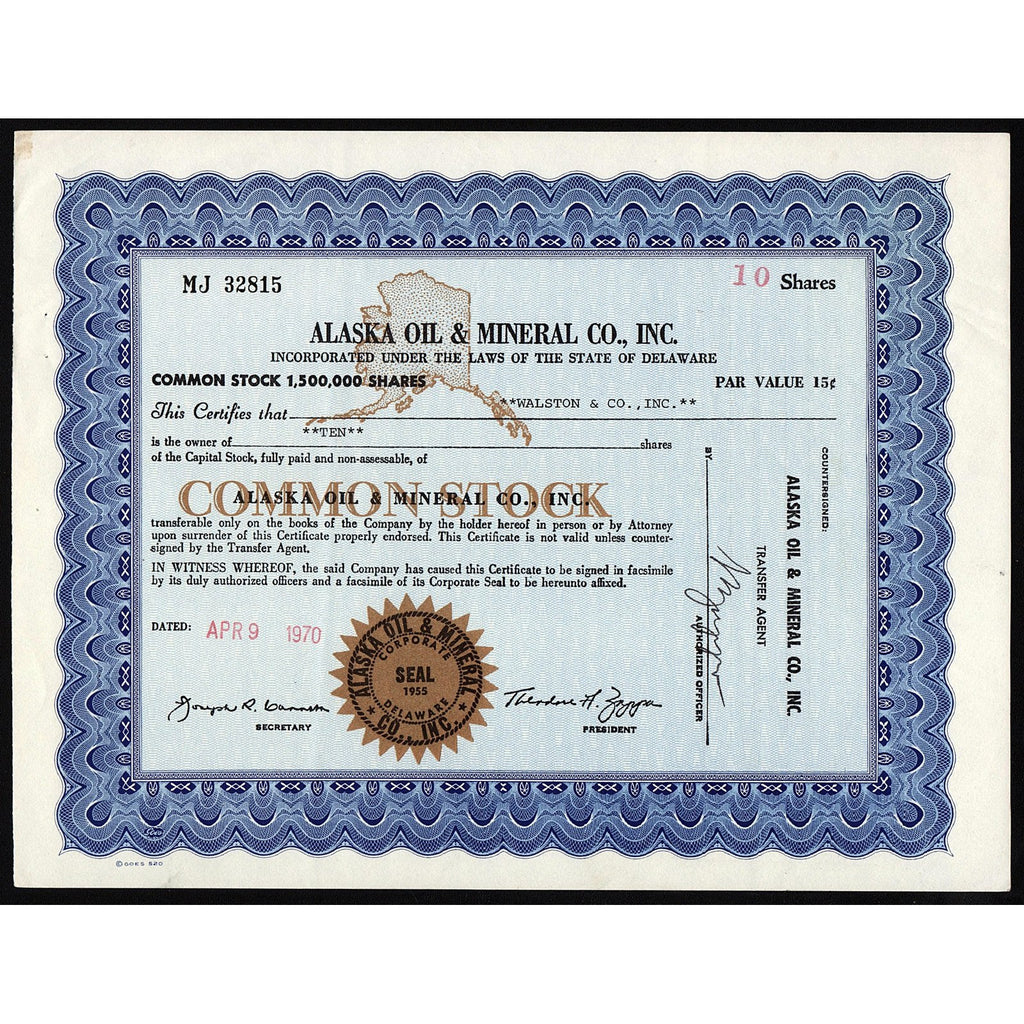 MJ 32815
10 Shares
ALASKA OIL & MINERAL CO., INC.
INCORPORATED UNDER THE LAWS OF THE STATE OF DELAWARE
COMMON STOCK 1,500,000 SHARES
PAR VALUE 15¢
This Certifies that **WALSTON & CO.,INC.**
**TEN**
is the owner of shares
of the Capital Stock, fully paid and non-assessable, of
COMMON STOCK
ALASKA OIL & MINERAL CO., INC.
transferable only on the books of the Company by the holder hereof in person or by Attorney
upon surrender of this Certificate properly endorsed. This Certificate is not valid unless counter-
signed by the Transfer Agent.
IN WITNESS WHEREOF, the said Company has caused this Certificate to be signed in facsimile
by its duly authorized officers and a facsimile of its Corporate Seal to be hereunto affixed.
DATED: APR 9 1970
ALASKA OIL & MINERAL
CORPORATE
SEAL
1955
DELAWARE
CO., INC.
Joseph R.
SECRETARY
Theodore H.
PRESIDENT
COUNTERSIGNED:
ALASKA OIL & MINERAL CO., INC.
TRANSFER AGENT
BY
AUTHORIZED OFFICER
Goes
© GOES 520